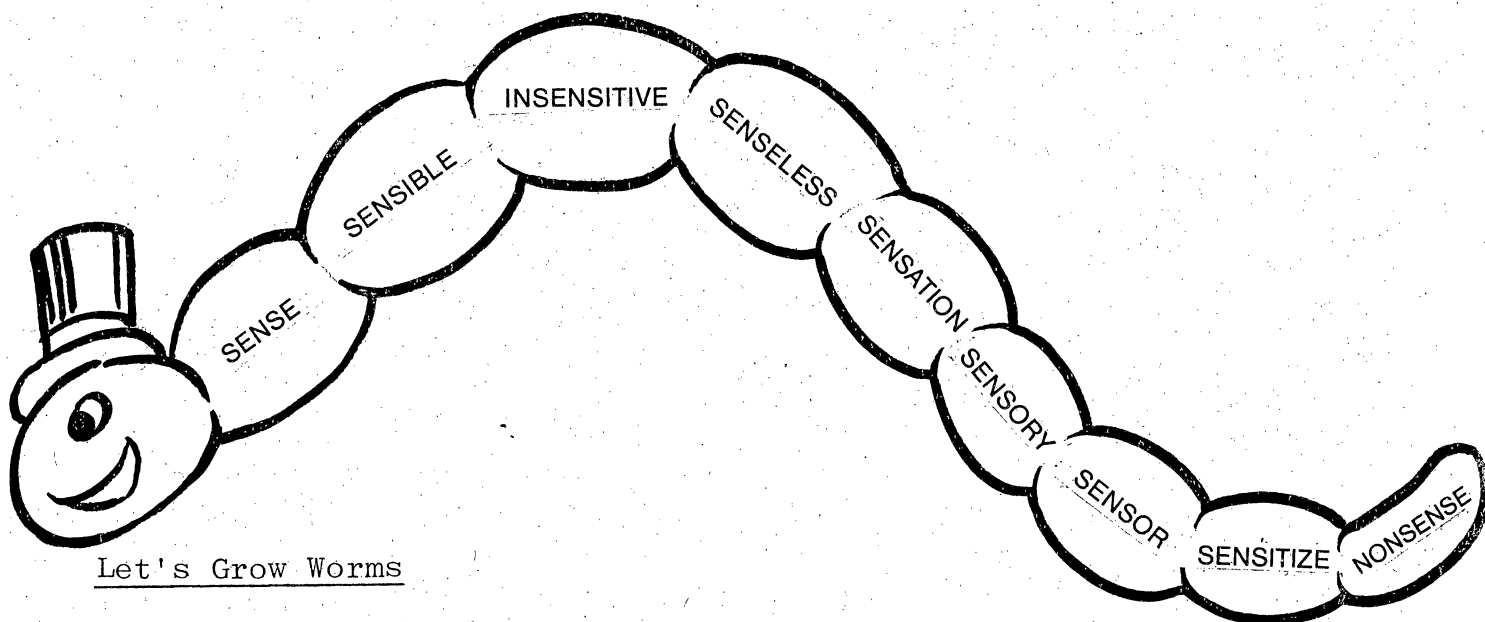 SENSE
SENSIBLE
INSENSITIVE
SENSELESS
SENSATION
SENSORY
SENSOR
SENSITIZE
NONSENSE
Let's Grow Worms